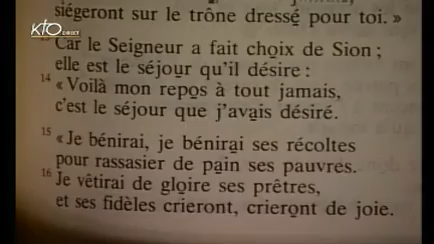 siégeront sur le trône dressé pour toi. »
KTO DIRECT
Car le Seigneur a fait choix de Sion ;
elle est le séjour qu'il désire :
14 « Voilà mon repos à tout jamais,
c'est le séjour que j'avais désiré.
15 « Je bénirai, je bénirai ses récoltes
pour rassasier de pain ses pauvres.
16 Je vêtirai de gloire ses prêtres,
et ses fidèles crieront, crieront de joie.